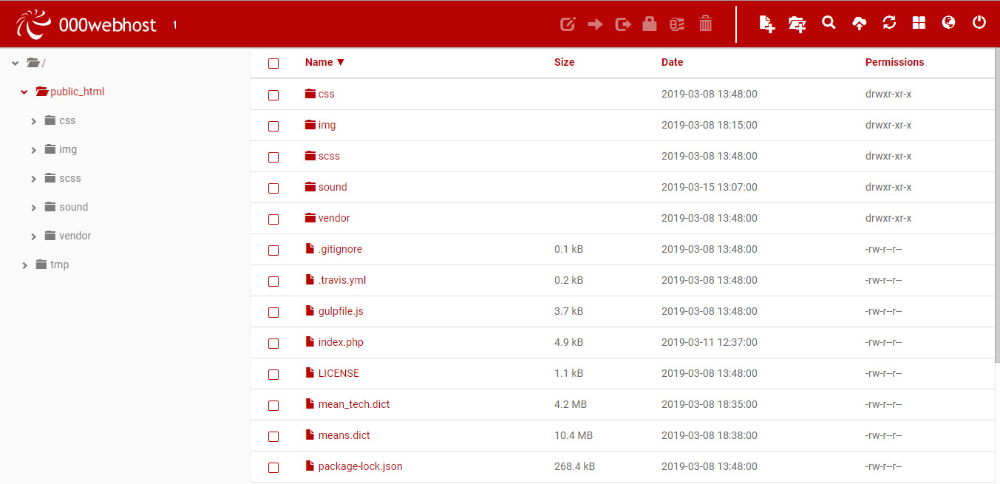 000webhost t
/
public_html
css
img
scss
sound
vendor
tmp
Name ▼ Size Date Permissions
css 2019-03-08 13:48:00 drwxr-xr-x
img 2019-03-08 18:15:00 drwxr-xr-x
scss 2019-03-08 13:48:00 drwxr-xr-x
sound 2019-03-15 13:07:00 drwxr-xr-x
vendor 2019-03-08 13:48:00 drwxr-xr-x
.gitignore 0.1 kB 2019-03-08 13:48:00 -rw-r--r--
.travis.yml 0.2 kB 2019-03-08 13:48:00 -rw-r--r--
gulpfile.js 3.7 kB 2019-03-08 13:48:00 -rw-r--r--
index.php 4.9 kB 2019-03-11 12:37:00 -rw-r--r--
LICENSE 1.1 kB 2019-03-08 13:48:00 -rw-r--r--
mean_tech.dict 4.2 MB 2019-03-08 18:35:00 -rw-r--r--
means.dict 10.4 MB 2019-03-08 18:38:00 -rw-r--r--
package-lock.json 268.4 kB 2019-03-08 13:48:00 -rw-r--r--